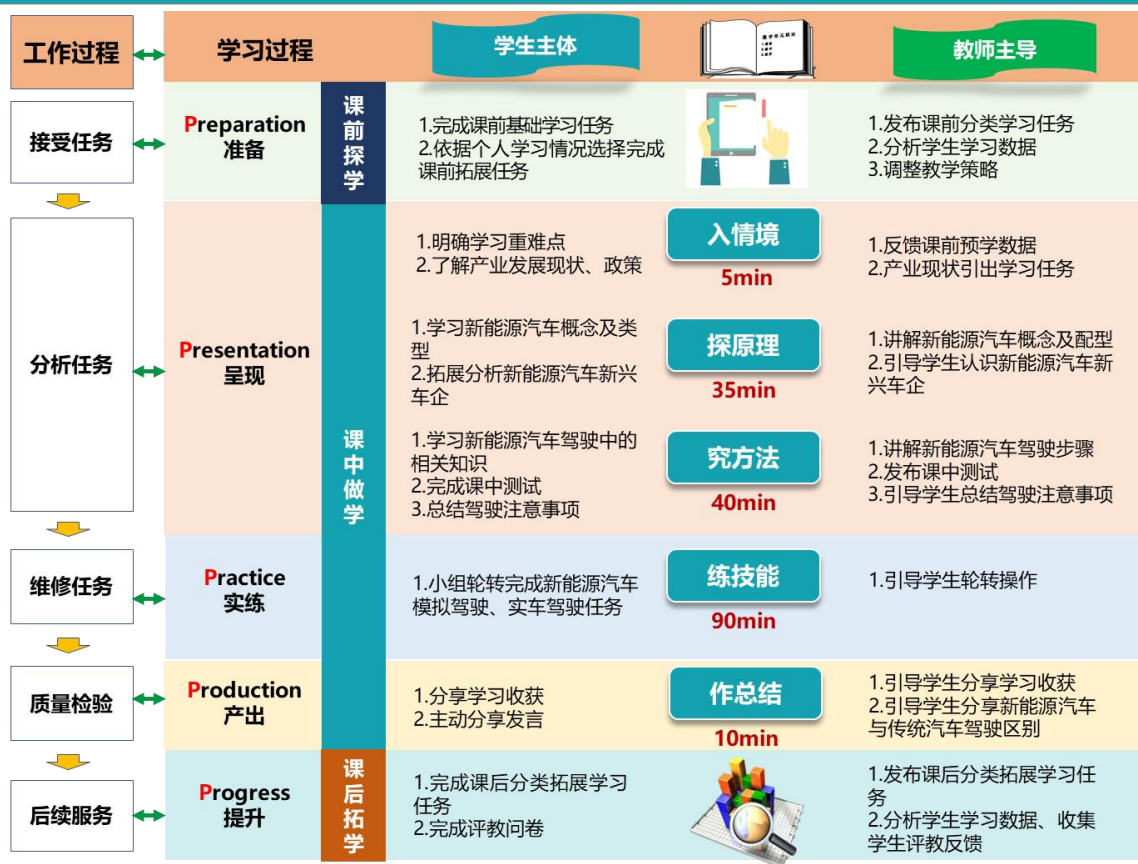 工作过程
学习过程
学生主体
教师主导
接受任务
Preparation
准备
课前探学
1.完成课前基础学习任务
2.依据个人学习情况选择完成
课前拓展任务
1.发布课前分类学习任务
2.分析学生学习数据
3.调整教学策略
分析任务
Presentation
呈现
课中做学
1.明确学习重难点
2.了解产业发展现状、政策
入情境
5min
1.反馈课前预学数据
2.产业现状引出学习任务
1.学习新能源汽车概念及类
型
2.拓展分析新能源汽车新兴
车企
探原理
35min
1.讲解新能源汽车概念及配型
2.引导学生认识新能源汽车新
兴车企
1.学习新能源汽车驾驶中的
相关知识
2.完成课中测试
3.总结驾驶注意事项
究方法
40min
1.讲解新能源汽车驾驶步骤
2.发布课中测试
3.引导学生总结驾驶注意事项
维修任务
Practice
实练
1.小组轮转完成新能源汽车
模拟驾驶、实车驾驶任务
练技能
90min
1.引导学生轮转操作
质量检验
Production
产出
1.分享学习收获
2.主动分享发言
作总结
10min
1.引导学生分享学习收获
2.引导学生分享新能源汽车
与传统汽车驾驶区别
后续服务
Progress
提升
课后拓学
1.完成课后分类拓展学习
任务
2.完成评教问卷
1.发布课后分类拓展学习任
务
2.分析学生学习数据、收集
学生评教反馈